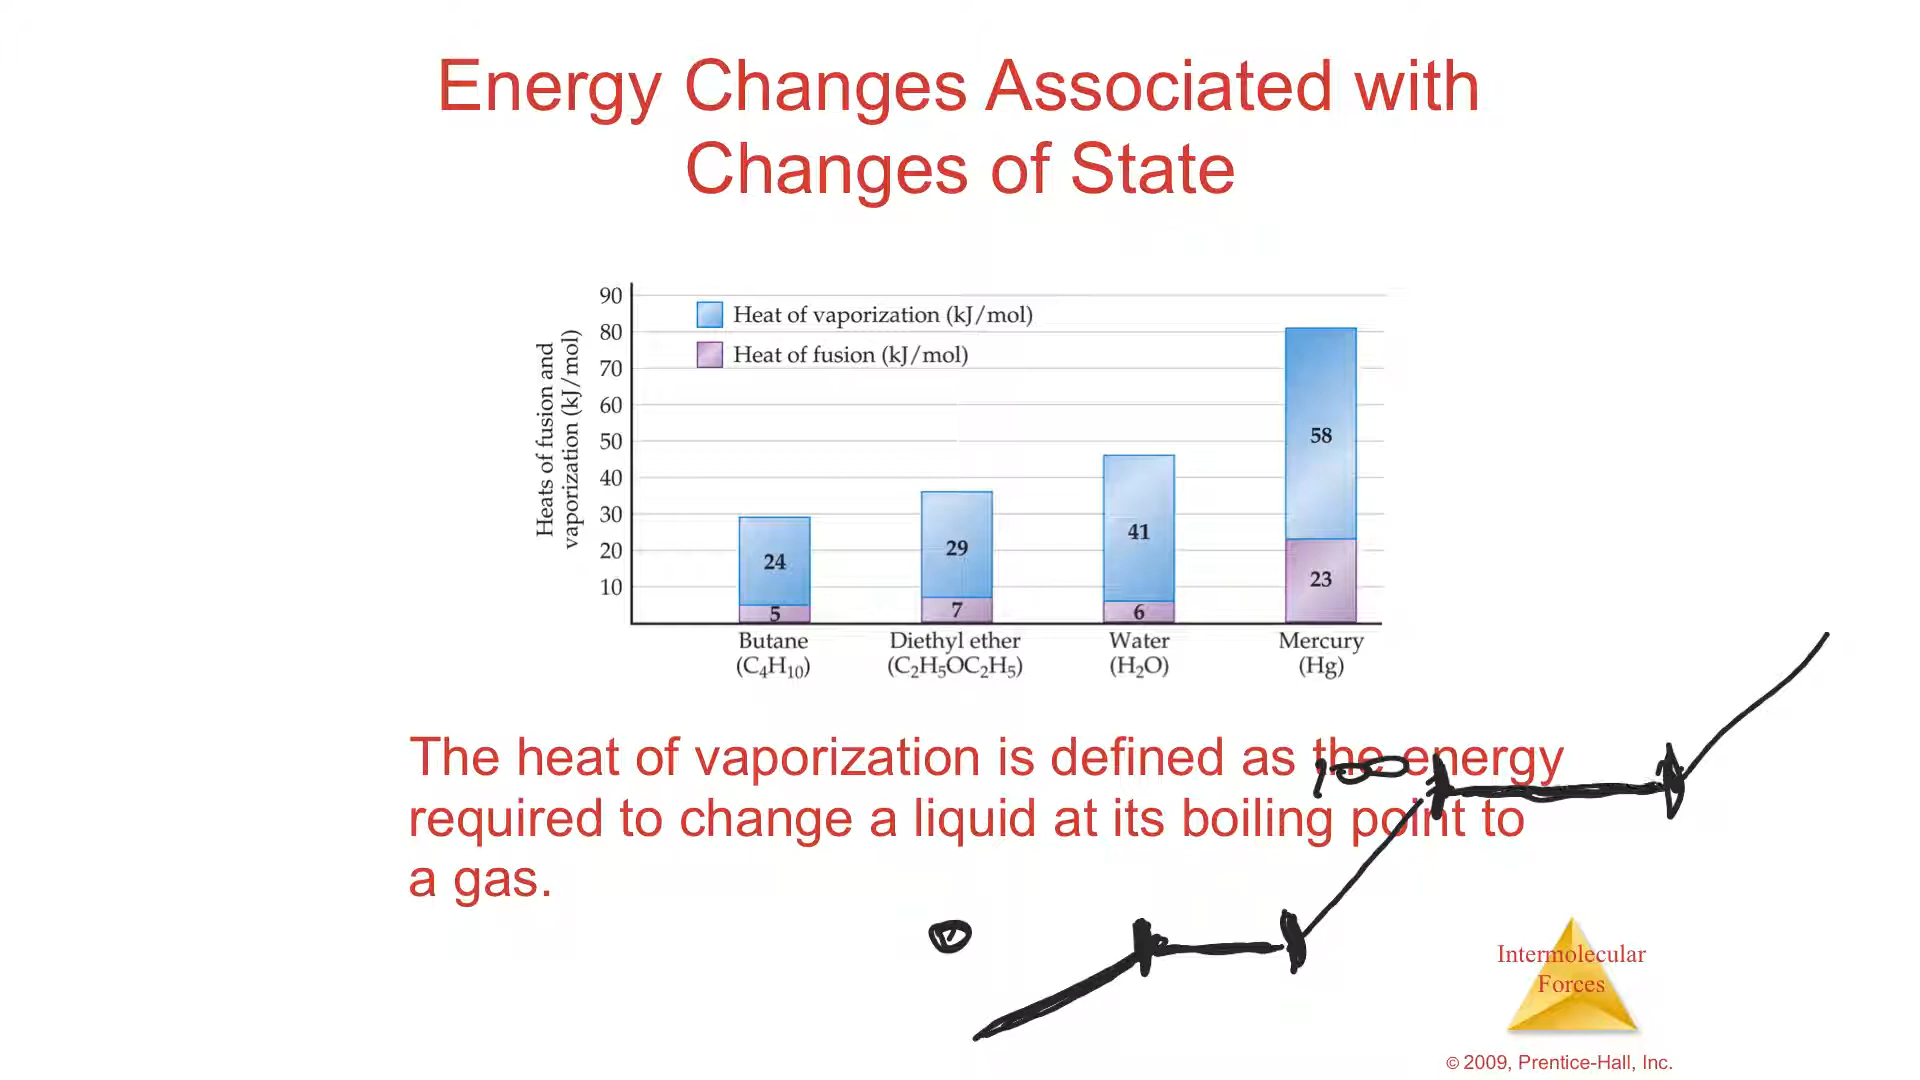 Energy Changes Associated with
Changes of State
Heats of fusion and
vaporization (kJ/mol)
90
80
70
60
50
40
30
20
10
Heat of vaporization (kJ/mol)
Heat of fusion (kJ/mol)
24
5
29
7
41
6
58
23
Butane
(C₄H₁₀)
Diethyl ether
(C₂H₅OC₂H₅)
Water
(H₂O)
Mercury
(Hg)
The heat of vaporization is defined as the energy
required to change a liquid at its boiling point to
a gas.
100
0
Intermolecular
Forces
© 2009, Prentice-Hall, Inc.